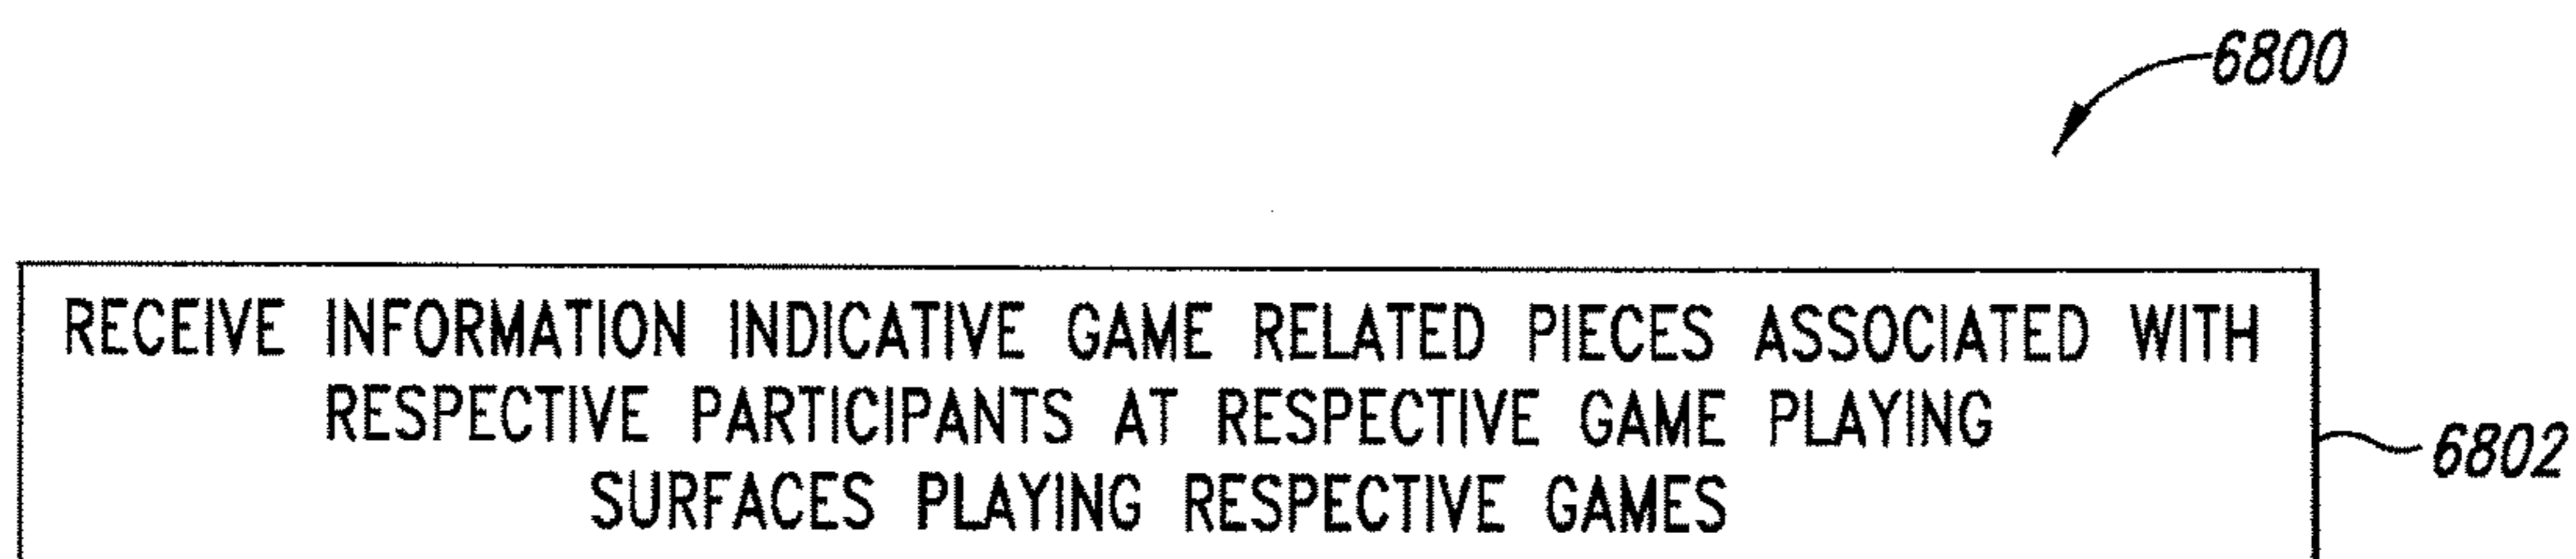 6800
RECEIVE INFORMATION INDICATIVE GAME RELATED PIECES ASSOCIATED WITH
RESPECTIVE PARTICIPANTS AT RESPECTIVE GAME PLAYING
SURFACES PLAYING RESPECTIVE GAMES
6802